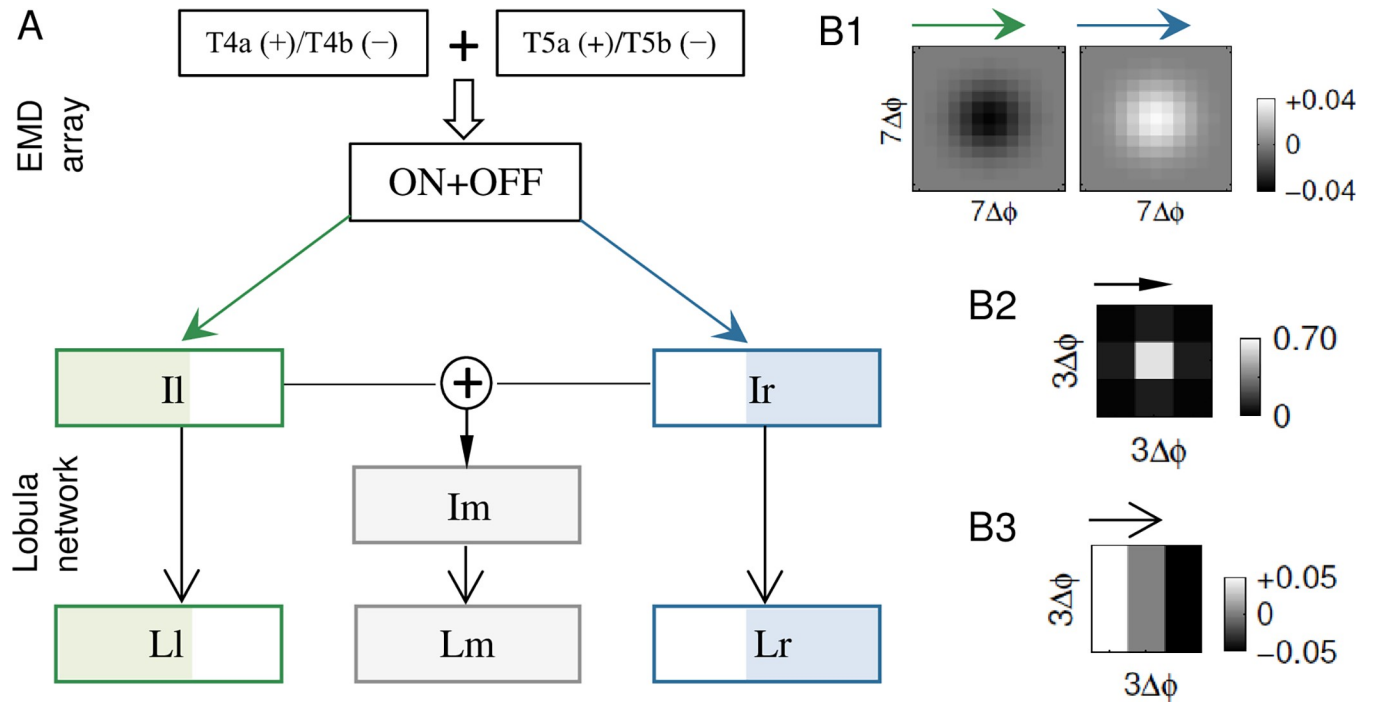 A
T4a (+)/T4b (−)
+
T5a (+)/T5b (−)
EMD
array
ON+OFF
Il
+
Ir
Im
Lobula
network
Ll
Lm
Lr
B1
7Δϕ
7Δϕ
7Δϕ
+0.04
0
−0.04
B2
3Δϕ
3Δϕ
0.70
0
B3
3Δϕ
3Δϕ
+0.05
0
−0.05